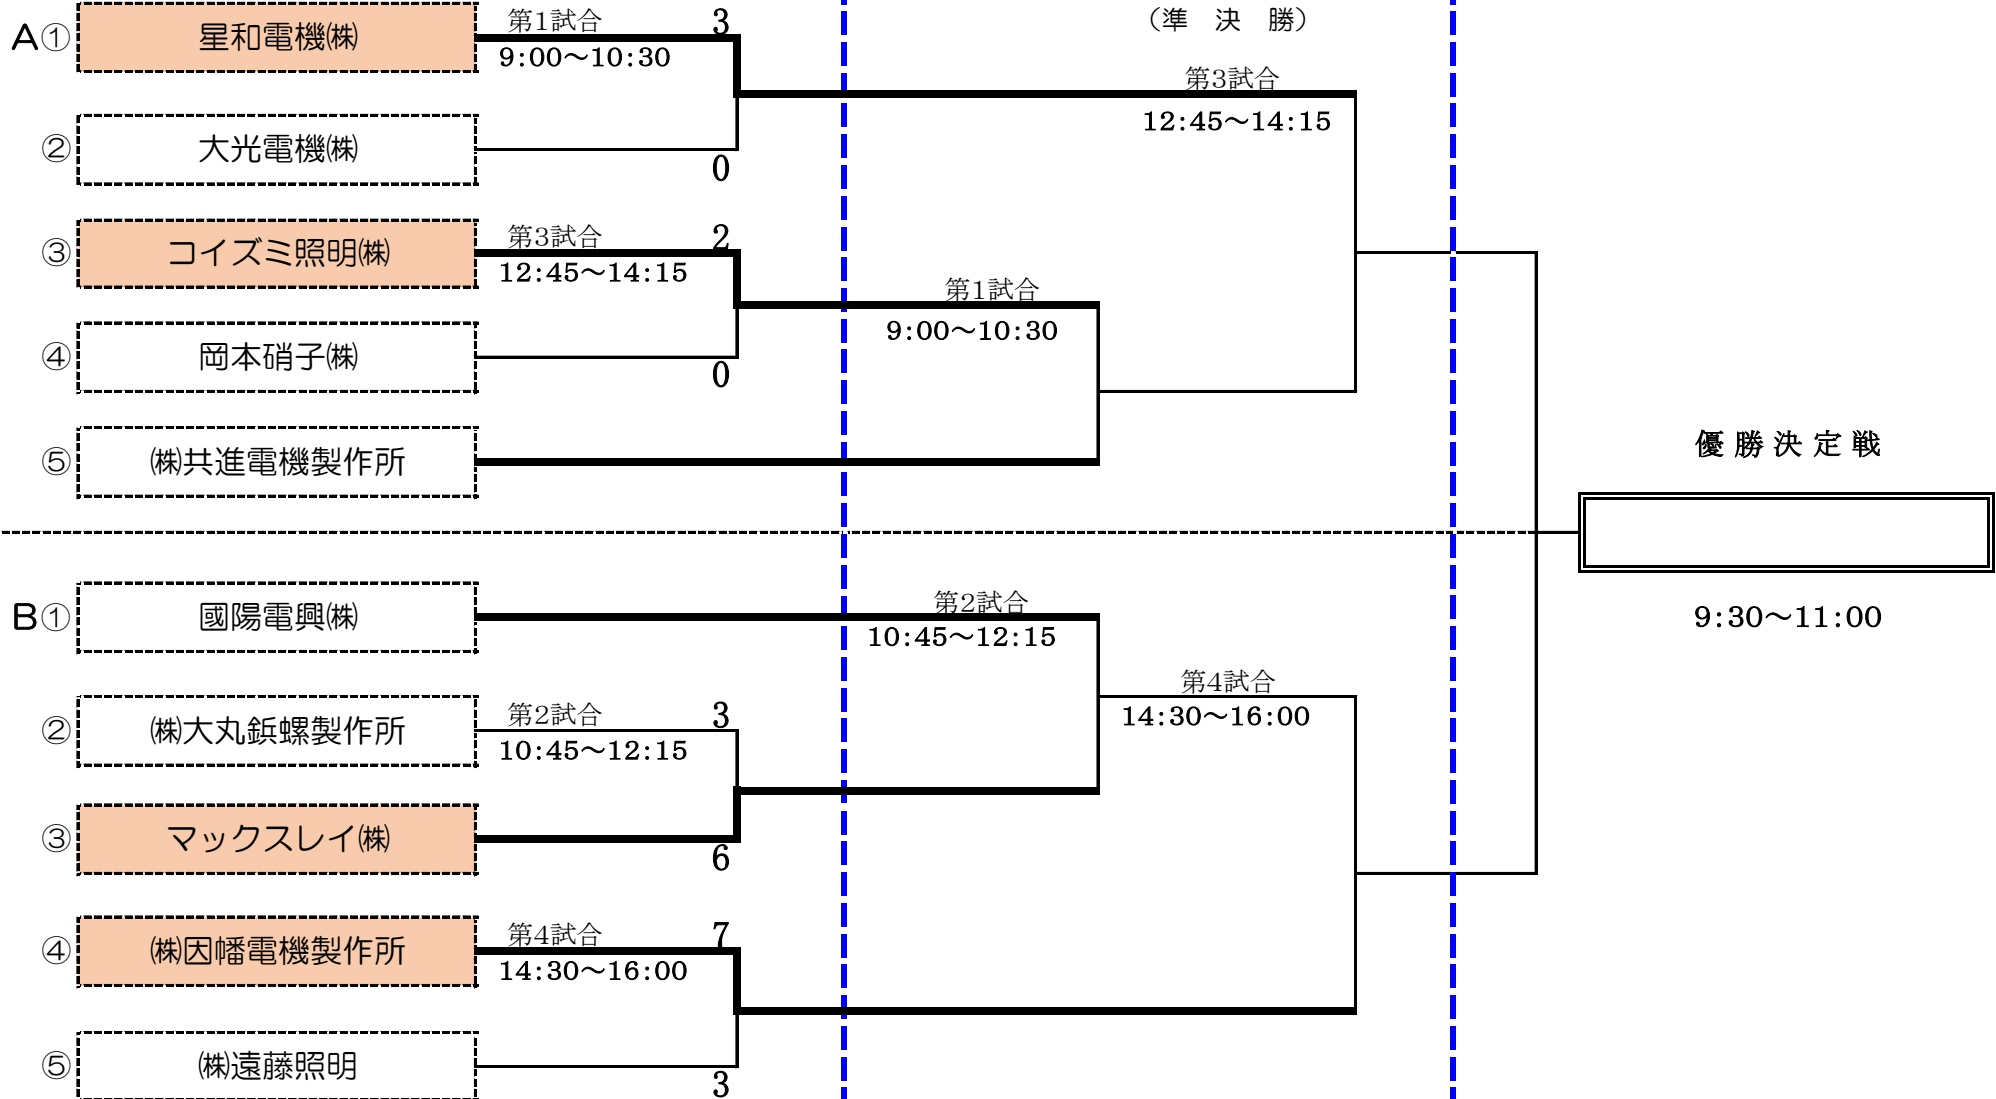 (準　決　勝)
A① 星和電機㈱ 第1試合 3
9:00～10:30
第3試合
12:45～14:15
② 大光電機㈱
0
③ コイズミ照明㈱ 第3試合 2
12:45～14:15
第1試合
9:00～10:30
④ 岡本硝子㈱
0
⑤ ㈱共進電機製作所
優勝決定戦
9:30～11:00
B① 國陽電興㈱
第2試合
10:45～12:15
② ㈱大丸鋲螺製作所 第2試合 3
10:45～12:15
第4試合
14:30～16:00
③ マックスレイ㈱
6
④ ㈱因幡電機製作所 第4試合 7
14:30～16:00
⑤ ㈱遠藤照明
3